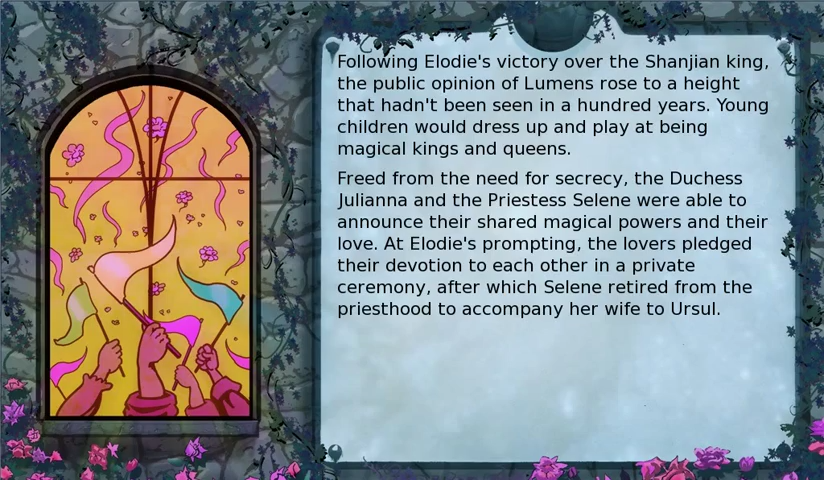 Following Elodie's victory over the Shanjian king,
the public opinion of Lumens rose to a height
that hadn't been seen in a hundred years. Young
children would dress up and play at being
magical kings and queens.
Freed from the need for secrecy, the Duchess
Julianna and the Priestess Selene were able to
announce their shared magical powers and their
love. At Elodie's prompting, the lovers pledged
their devotion to each other in a private
ceremony, after which Selene retired from the
priesthood to accompany her wife to Ursul.